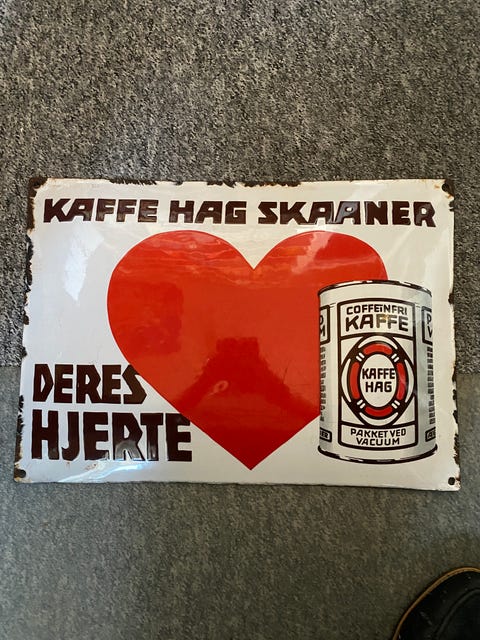 KAFFE HAG SKAANER
DERES
HJERTE
COFFEINFRI
KAFFE
KAFFE
HAG
PAKKET VED
VACUUM